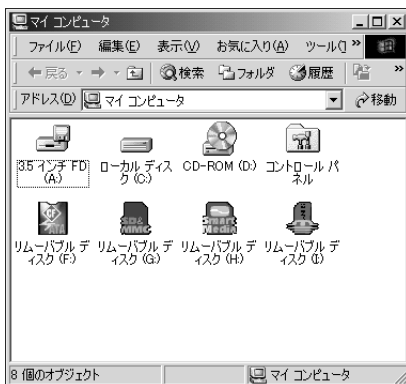 マイ コンピュータ
ファイル(F) 編集(E) 表示(V) お気に入り(A) ツール(T »
戻る 検索 フォルダ 履歴 »
アドレス(D) マイ コンピュータ 移動
3.5 インチ FD ローカル ディス CD-ROM (D:) コントロール パ
(A:) ク (C:) ネル
CF ATA SD& MMC Smart Media
リムーバブル デ リムーバブル デ リムーバブル デ リムーバブル デ
ィスク (F:) ィスク (G:) ィスク (H:) ィスク (I:)
8 個のオブジェクト マイ コンピュータ